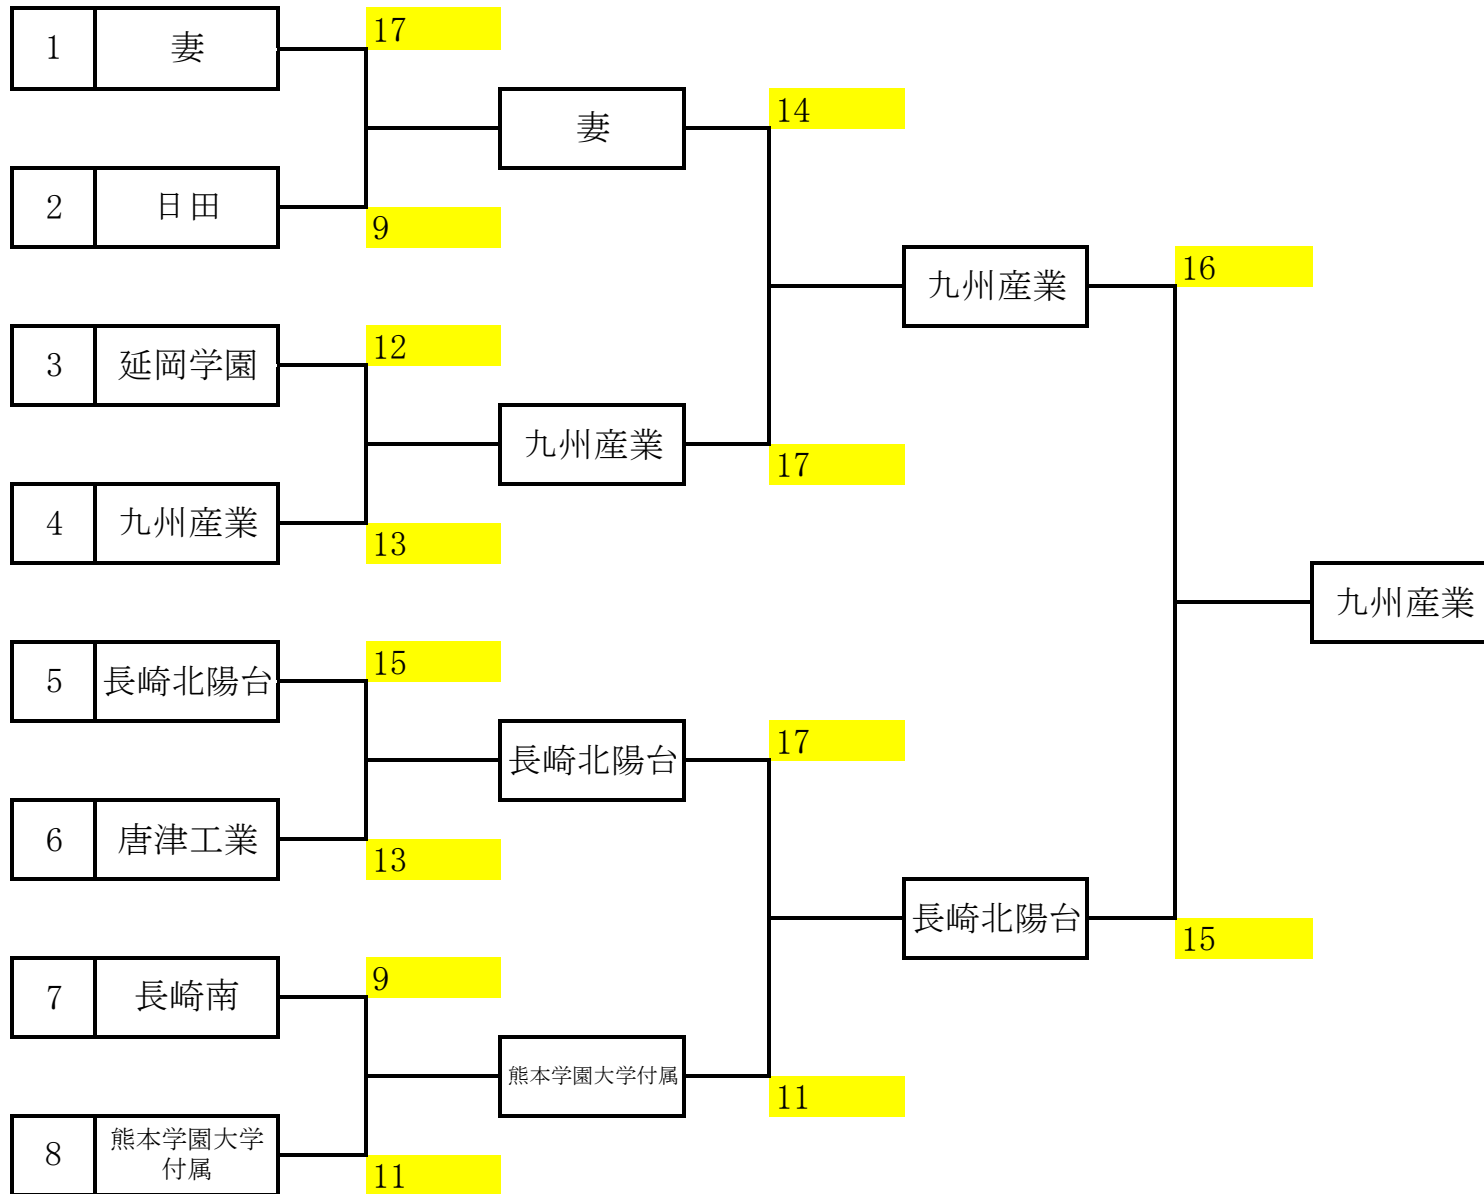 1 妻
17
妻
14
2 日田
9
九州産業
16
3 延岡学園
12
九州産業
17
4 九州産業
13
九州産業
5 長崎北陽台
15
長崎北陽台
17
6 唐津工業
13
長崎北陽台
15
7 長崎南
9
熊本学園大学付属
11
8 熊本学園大学
付属
11